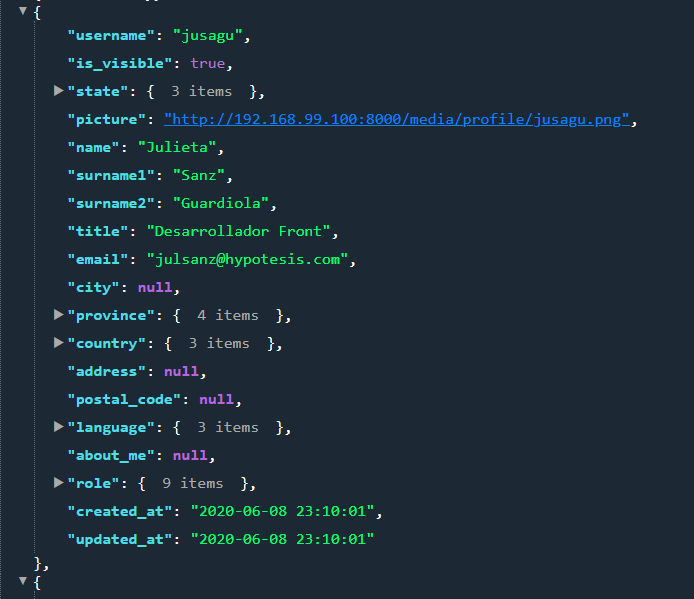 {
"username": "jusagu",
"is_visible": true,
"state": { 3 items },
"picture": "http://192.168.99.100:8000/media/profile/jusagu.png",
"name": "Julieta",
"surname1": "Sanz",
"surname2": "Guardiola",
"title": "Desarrollador Front",
"email": "julsanz@hypotesis.com",
"city": null,
"province": { 4 items },
"country": { 3 items },
"address": null,
"postal_code": null,
"language": { 3 items },
"about_me": null,
"role": { 9 items },
"created_at": "2020-06-08 23:10:01",
"updated_at": "2020-06-08 23:10:01"
},
{